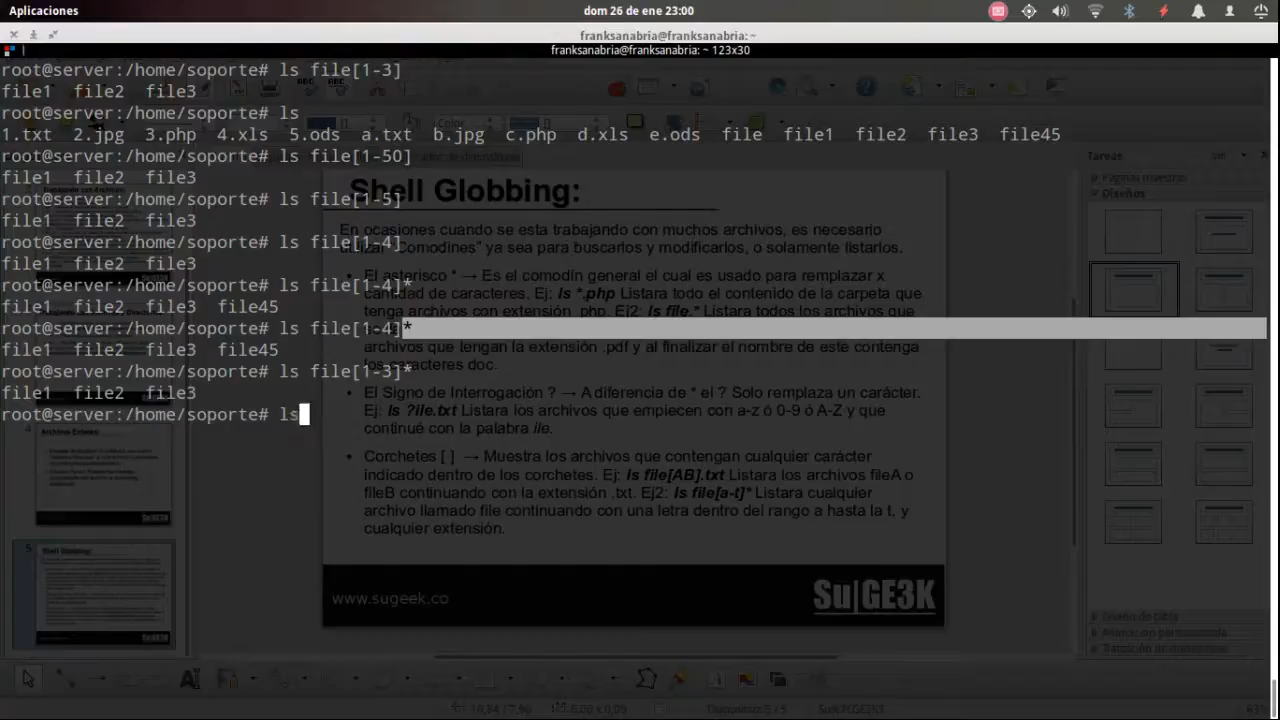 Aplicaciones
dom 26 de ene 23:00
franksanabria@franksanabria: ~
franksanabria@franksanabria: ~ 123x30
root@server:/home/soporte# ls file[1-3]
file1 file2 file3
root@server:/home/soporte# ls
1.txt 2.jpg 3.php 4.xls 5.ods a.txt b.jpg c.php d.xls e.ods file file1 file2 file3 file45
root@server:/home/soporte# ls file[1-50]
file1 file2 file3
root@server:/home/soporte# ls file[1-5]
file1 file2 file3
root@server:/home/soporte# ls file[1-4]
file1 file2 file3
root@server:/home/soporte# ls file[1-4]*
file1 file2 file3 file45
root@server:/home/soporte# ls file[1-4]*
file1 file2 file3 file45
root@server:/home/soporte# ls file[1-3]*
file1 file2 file3
root@server:/home/soporte# ls
Shell Globbing:
En ocasiones cuando se esta trabajando con muchos archivos, es necesario
utilizar "Comodines" ya sea para buscarlos y modificarlos, o solamente listarlos.
El asterisco * → Es el comodín general el cual es usado para remplazar x
cantidad de caracteres. Ej: ls *.php Listara todo el contenido de la carpeta que
tenga archivos con extensión .php. Ej2: ls file.* Listara todos los archivos que
archivos que tengan la extensión .pdf y al finalizar el nombre de este contenga
los caracteres doc.
• El Signo de Interrogación ? → A diferencia de * el ? Solo remplaza un carácter.
Ej: ls ?ile.txt Listara los archivos que empiecen con a-z ó 0-9 ó A-Z y que
continué con la palabra ile.
• Corchetes [ ] → Muestra los archivos que contengan cualquier carácter
indicado dentro de los corchetes. Ej: ls file[AB].txt Listara los archivos fileA o
fileB continuando con la extensión .txt. Ej2: ls file[a-t]* Listara cualquier
archivo llamado file continuando con una letra dentro del rango a hasta la t, y
cualquier extensión.
www.sugeek.co
Su|GE3K
Tareas
Páginas maestras
Diseños
Diseño de tabla
Shell Globbing: